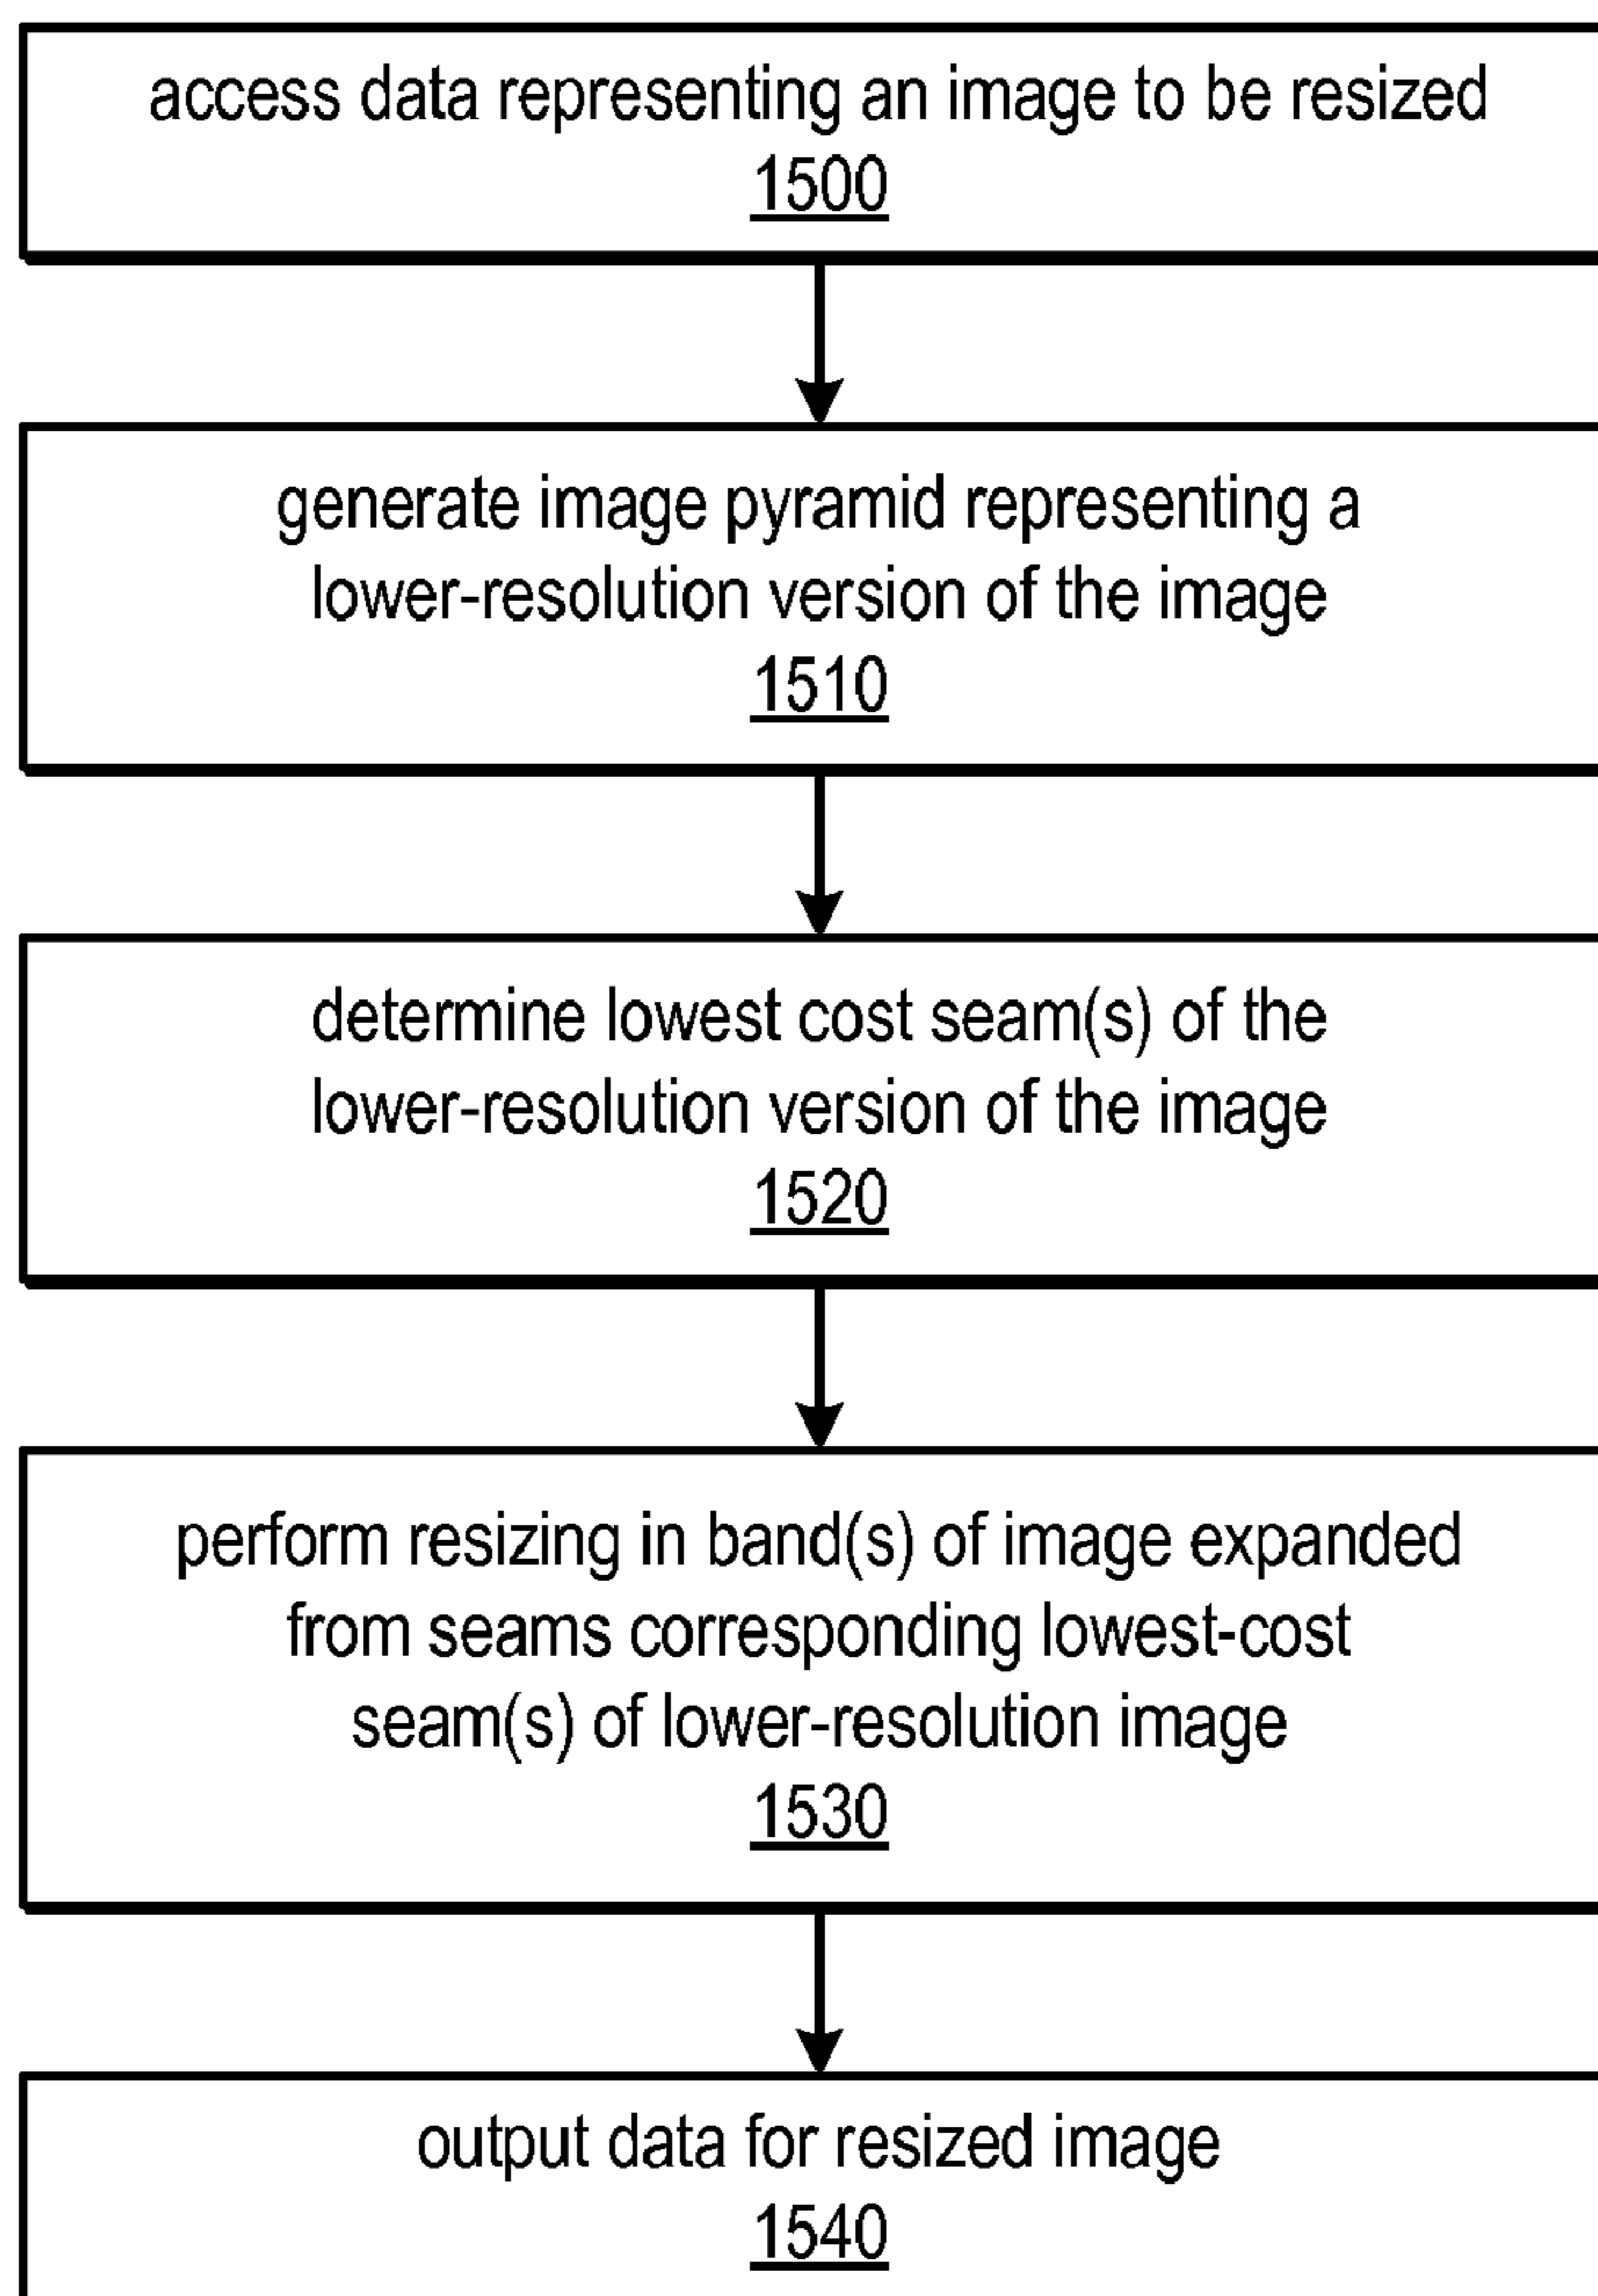 access data representing an image to be resized
1500
generate image pyramid representing a
lower-resolution version of the image
1510
determine lowest cost seam(s) of the
lower-resolution version of the image
1520
perform resizing in band(s) of image expanded
from seams corresponding lowest-cost
seam(s) of lower-resolution image
1530
output data for resized image
1540